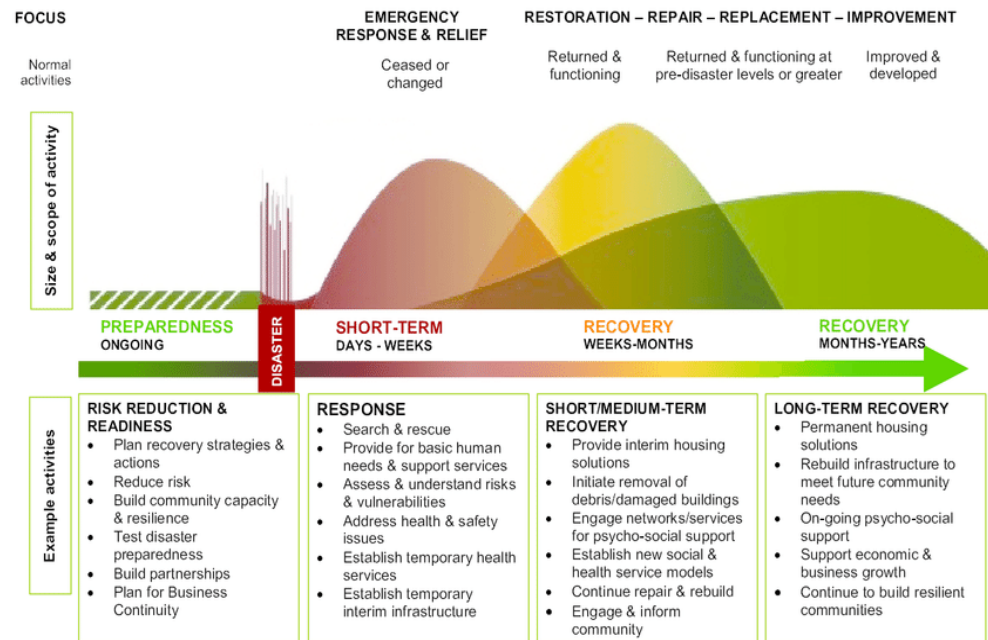 FOCUS
EMERGENCY
RESPONSE & RELIEF
RESTORATION – REPAIR – REPLACEMENT – IMPROVEMENT
Normal
activities
Ceased or
changed
Returned &
functioning
Returned & functioning at
pre-disaster levels or greater
Improved &
developed
Size & scope of activity
PREPAREDNESS
ONGOING
DISASTER
SHORT-TERM
DAYS - WEEKS
RECOVERY
WEEKS-MONTHS
RECOVERY
MONTHS-YEARS
Example activities
RISK REDUCTION &
READINESS
• Plan recovery strategies &
actions
• Reduce risk
• Build community capacity
& resilience
• Test disaster
preparedness
• Build partnerships
• Plan for Business
Continuity
RESPONSE
• Search & rescue
• Provide for basic human
needs & support services
• Assess & understand risks
& vulnerabilities
• Address health & safety
issues
• Establish temporary health
services
• Establish temporary
interim infrastructure
SHORT/MEDIUM-TERM
RECOVERY
• Provide interim housing
solutions
• Initiate removal of
debris/damaged buildings
• Engage networks/services
for psycho-social support
• Establish new social &
health service models
• Continue repair & rebuild
• Engage & inform
community
LONG-TERM RECOVERY
• Permanent housing
solutions
• Rebuild infrastructure to
meet future community
needs
• On-going psycho-social
support
• Support economic &
business growth
• Continue to build resilient
communities